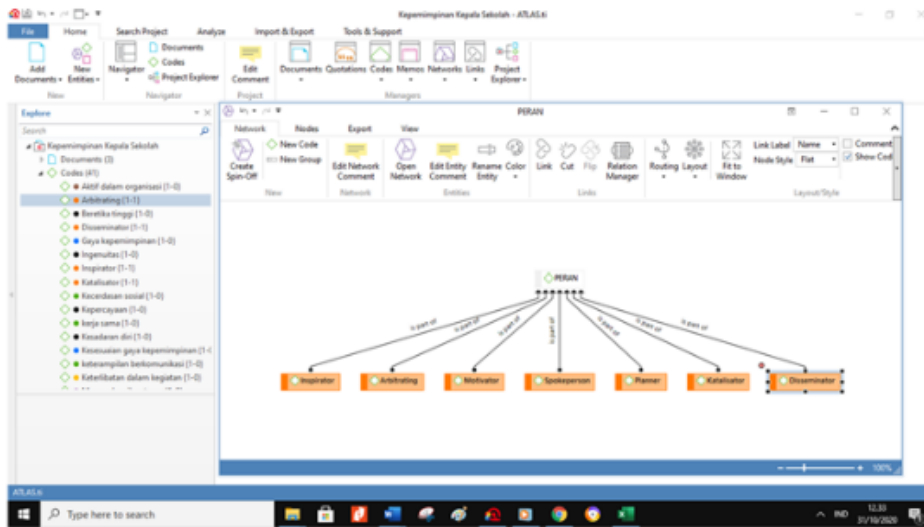 Kepemimpinan Kepala Sekolah - ATLAS.ti
File Home Search Project Analyze Import & Export Tools & Support
Add Documents New Entities Navigator Documents Codes Project Explorer Edit Comment Documents Quotations Codes Memos Networks Links Project Explorer
New Navigator Project Managers
Explore
Search
Kepemimpinan Kepala Sekolah
Documents (3)
Codes (41)
Aktif dalam organisasi (1-0)
Arbitrating (1-1)
Beretika tinggi (1-0)
Disseminator (1-1)
Gaya kepemimpinan (1-0)
Ingenuitas (1-0)
Inspirator (1-1)
Katalisator (1-1)
Kecerdasan sosial (1-0)
Kepercayaan (1-0)
kerja sama (1-0)
Kesadaran diri (1-0)
Kesesuaian gaya kepemimpinan (1-
keterampilan berkomunikasi (1-0)
Keterlibatan dalam kegiatan (1-0)
PERAN
Network Nodes Export View
Create Spin-Off New Code New Group Edit Network Comment Open Network Edit Entity Comment Rename Entity Color Link Cut Flip Relation Manager Routing Layout Fit to Window Link Label Name Node Style Flat Comment Show Cod
New Network Entities Links Layout/Style
PERAN
is part of is part of is part of is part of is part of is part of is part of
Inspirator Arbitrating Motivator Spokeperson Planner Katalisator Disseminator
100%
ATLAS.ti
Type here to search
IND
12.33
31/10/2020